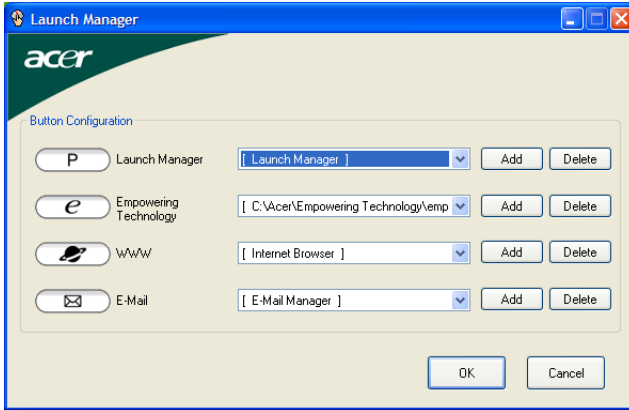 Launch Manager
acer
Button Configuration
P Launch Manager [ Launch Manager ] Add Delete
e Empowering Technology [ C:\Acer\Empowering Technology\emp Add Delete
WWW [ Internet Browser ] Add Delete
E-Mail [ E-Mail Manager ] Add Delete
OK Cancel